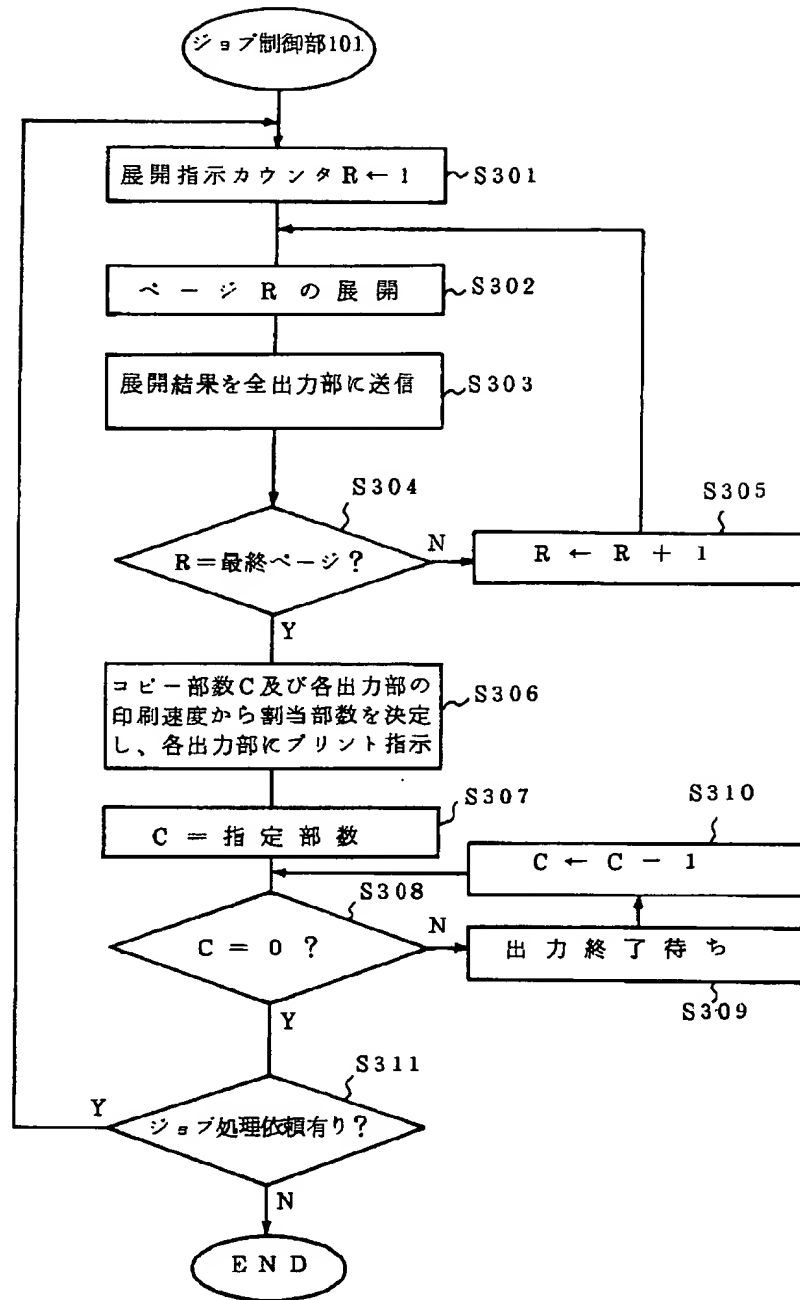 ジョブ制御部101
展開指示カウンタR←1
S301
ページRの展開
S302
展開結果を全出力部に送信
S303
S304
R=最終ページ?
N
S305
R ← R + 1
Y
コピー部数C及び各出力部の
印刷速度から割当部数を決定
し、各出力部にプリント指示
S306
S307
C = 指定部数
S310
C ← C − 1
S308
C = 0 ?
N
出力終了待ち
S309
Y
S311
Y
ジョブ処理依頼有り?
N
END